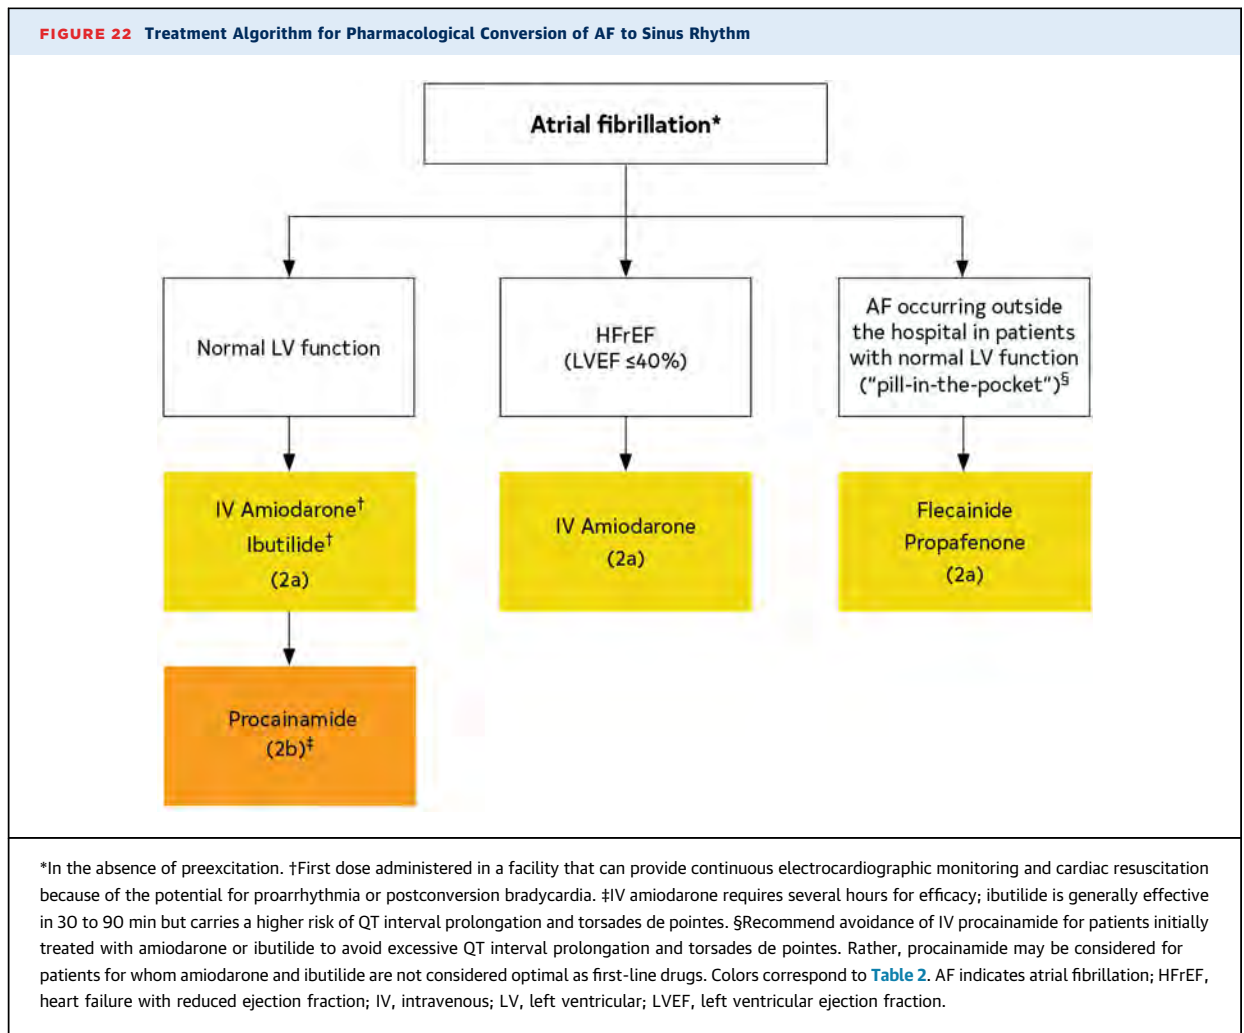 FIGURE 22 Treatment Algorithm for Pharmacological Conversion of AF to Sinus Rhythm
Atrial fibrillation*
Normal LV function
HFrEF
(LVEF ≤40%)
AF occurring outside
the hospital in patients
with normal LV function
("pill-in-the-pocket")§
IV Amiodarone†
Ibutilide†
(2a)
IV Amiodarone
(2a)
Flecainide
Propafenone
(2a)
Procainamide
(2b)‡
*In the absence of preexcitation. †First dose administered in a facility that can provide continuous electrocardiographic monitoring and cardiac resuscitation
because of the potential for proarrhythmia or postconversion bradycardia. ‡IV amiodarone requires several hours for efficacy; ibutilide is generally effective
in 30 to 90 min but carries a higher risk of QT interval prolongation and torsades de pointes. §Recommend avoidance of IV procainamide for patients initially
treated with amiodarone or ibutilide to avoid excessive QT interval prolongation and torsades de pointes. Rather, procainamide may be considered for
patients for whom amiodarone and ibutilide are not considered optimal as first-line drugs. Colors correspond to Table 2. AF indicates atrial fibrillation; HFrEF,
heart failure with reduced ejection fraction; IV, intravenous; LV, left ventricular; LVEF, left ventricular ejection fraction.